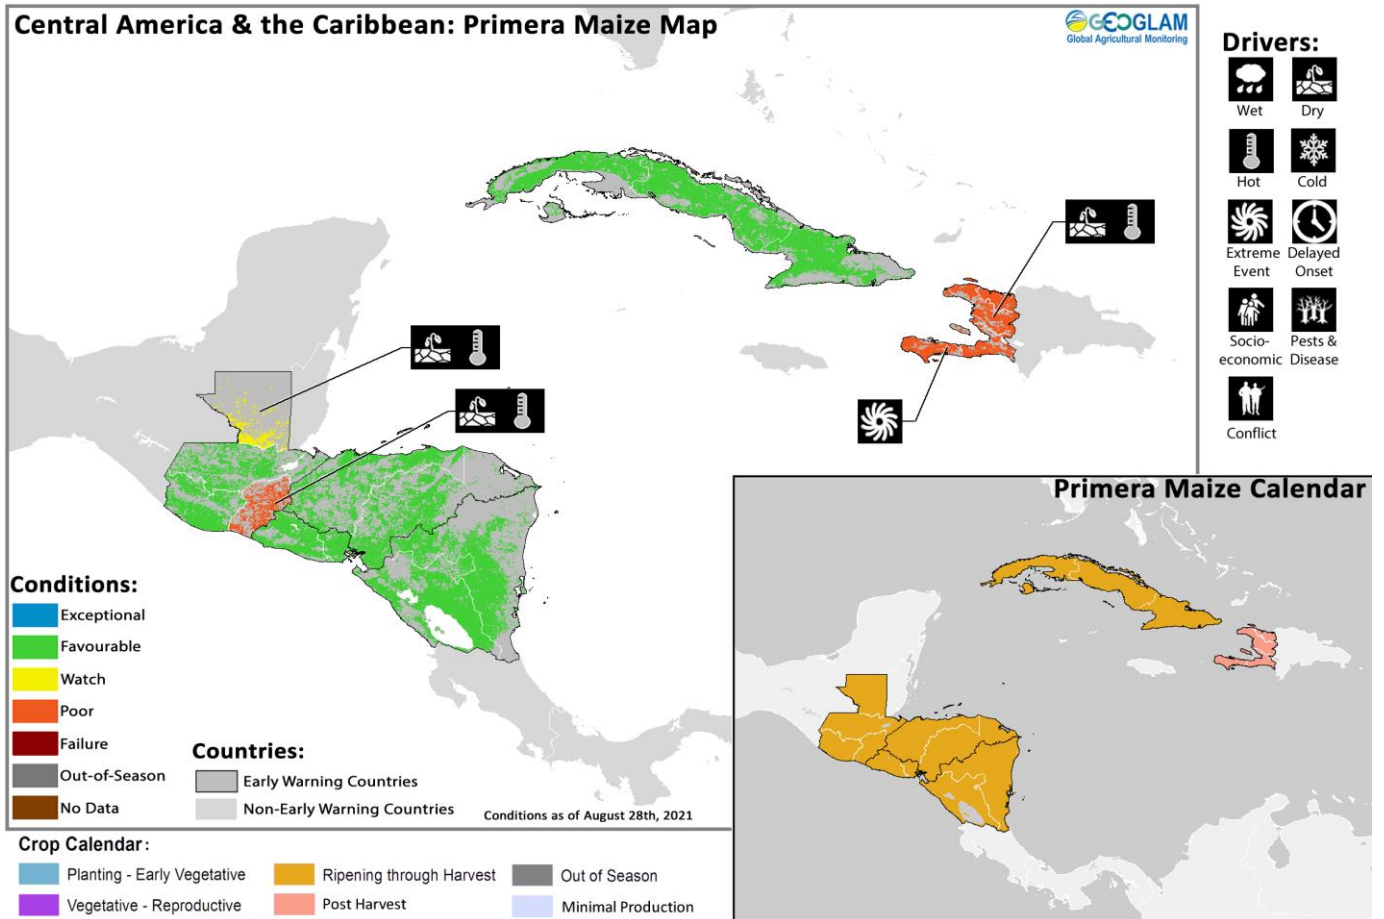 Central America & the Caribbean: Primera Maize Map
GEOGLAM
Global Agricultural Monitoring
Drivers:
Wet
Dry
Hot
Cold
Extreme
Event
Delayed
Onset
Socio-
economic
Pests &
Disease
Conflict
Conditions:
Exceptional
Favourable
Watch
Poor
Failure
Out-of-Season
No Data
Countries:
Early Warning Countries
Non-Early Warning Countries
Conditions as of August 28th, 2021
Primera Maize Calendar
Crop Calendar:
Planting - Early Vegetative
Ripening through Harvest
Out of Season
Vegetative - Reproductive
Post Harvest
Minimal Production